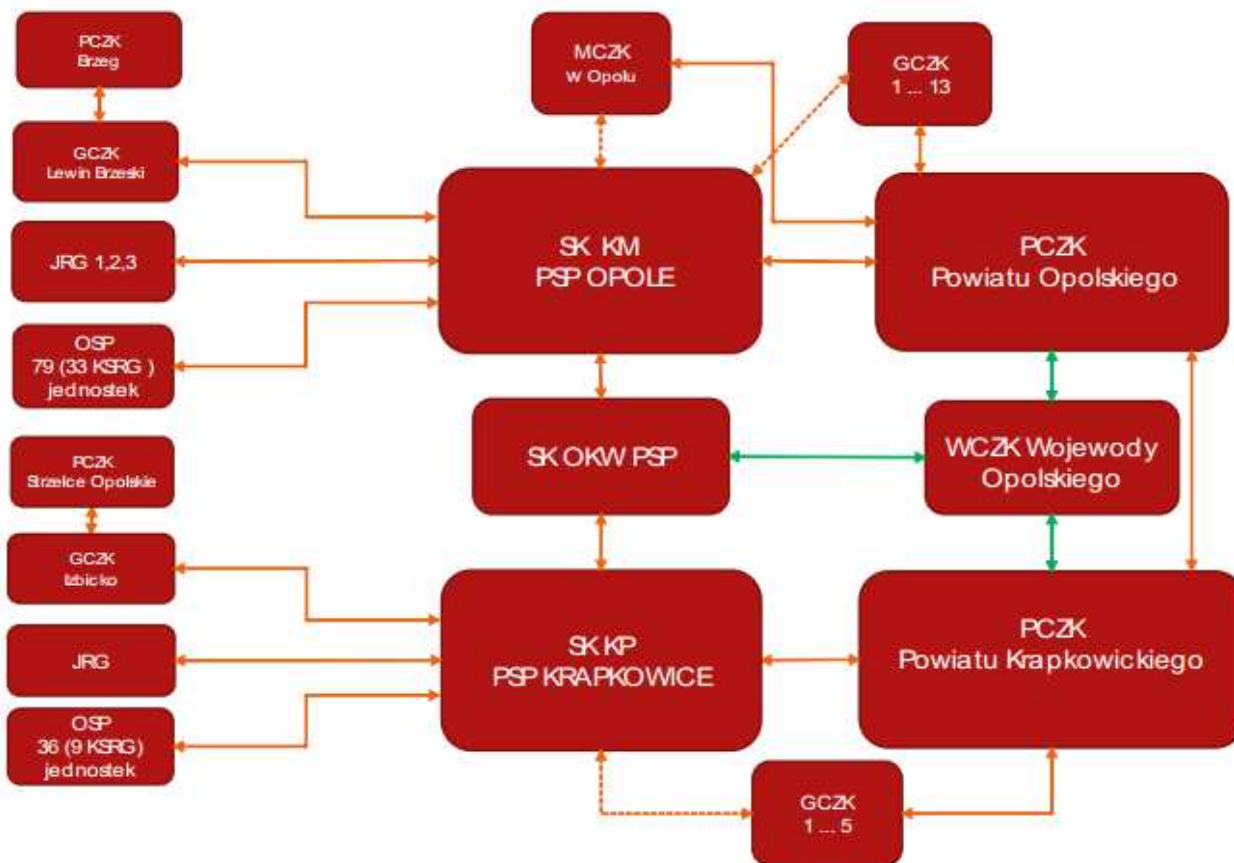 PCZK
Brzeg
MCZK
w Opolu
GCZK
1 ... 13
GCZK
Lewin Brzeski
SK KM
PSP OPOLE
PCZK
Powiatu Opolskiego
JRG 1,2,3
OSP
79 (33 KSRG )
jednostek
SK OKW PSP
WCZK Wojewody
Opolskiego
PCZK
Strzelce Opolskie
GCZK
Izbicko
SK KP
PSP KRAPKOWICE
PCZK
Powiatu Krapkowickiego
JRG
OSP
36 (9 KSRG)
jednostek
GCZK
1 ... 5